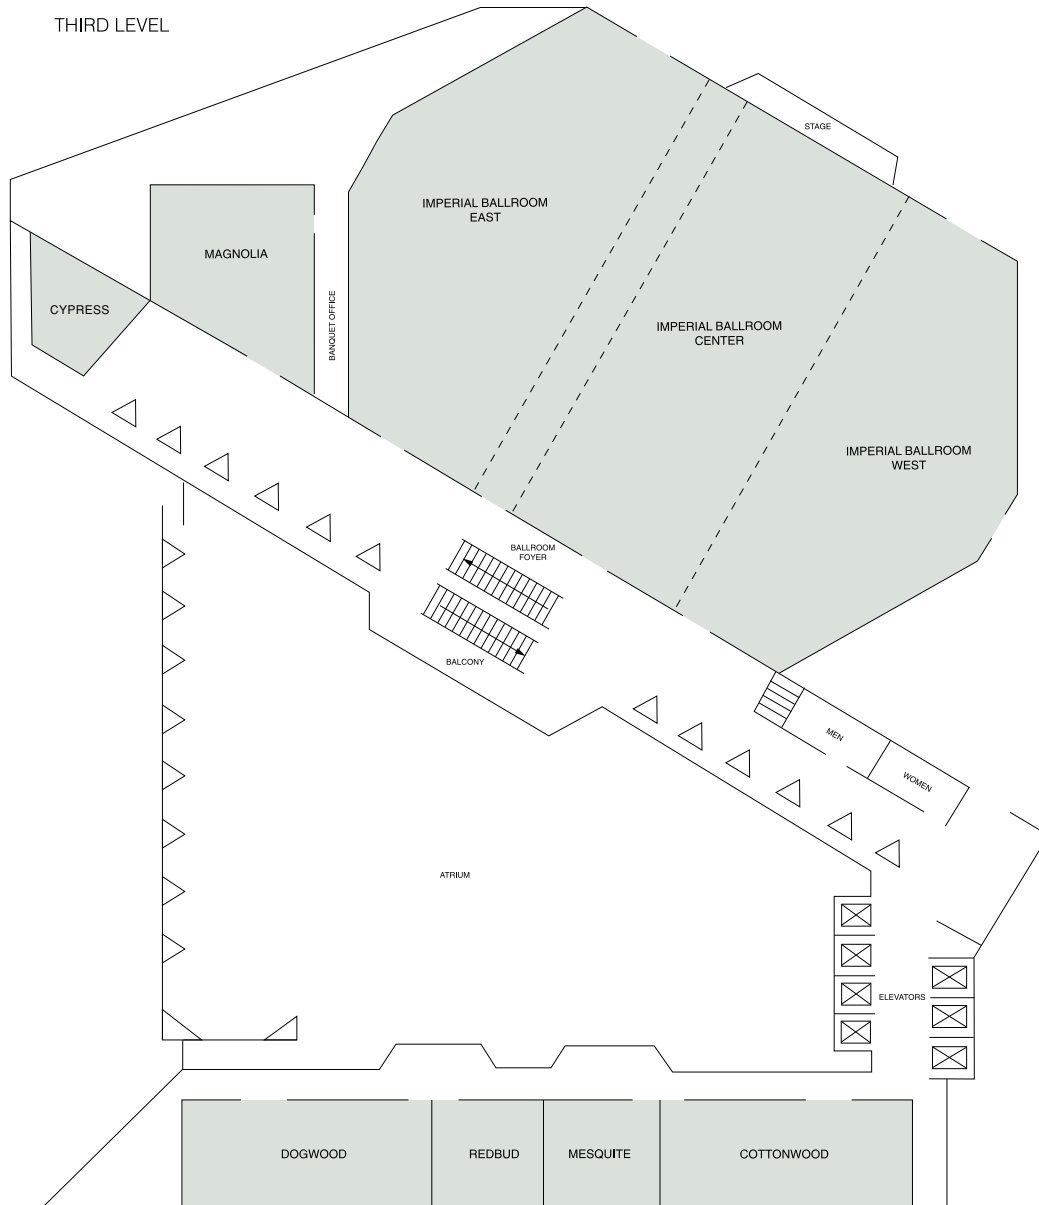 THIRD LEVEL
STAGE
IMPERIAL BALLROOM
EAST
MAGNOLIA
CYPRESS
BANQUET OFFICE
IMPERIAL BALLROOM
CENTER
IMPERIAL BALLROOM
WEST
BALLROOM
FOYER
BALCONY
MEN
WOMEN
ATRIUM
ELEVATORS
DOGWOOD
REDBUD
MESQUITE
COTTONWOOD